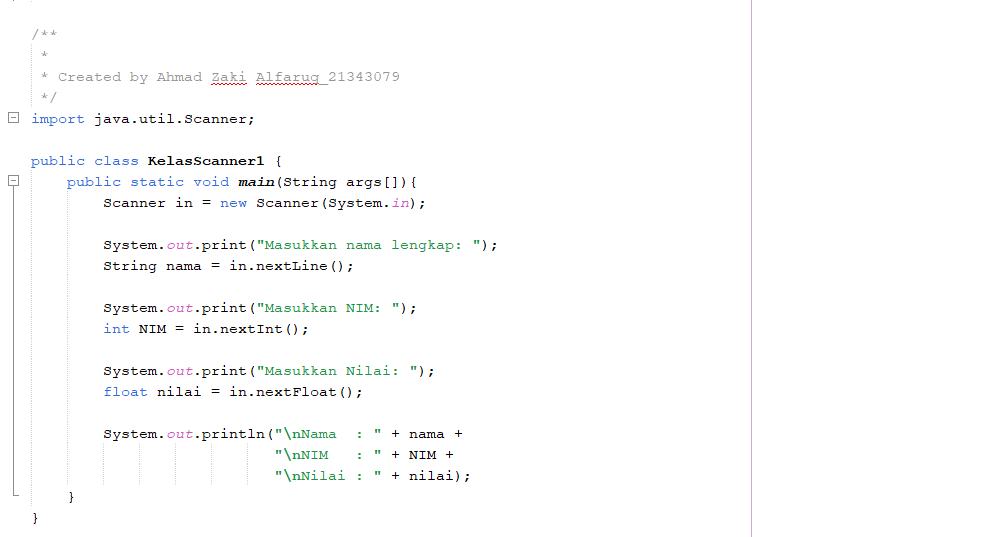 /**
 *
 * Created by Ahmad Zaki Alfaruq_21343079
 */
import java.util.Scanner;

public class KelasScanner1 {
    public static void main(String args[]){
        Scanner in = new Scanner(System.in);

        System.out.print("Masukkan nama lengkap: ");
        String nama = in.nextLine();

        System.out.print("Masukkan NIM: ");
        int NIM = in.nextInt();

        System.out.print("Masukkan Nilai: ");
        float nilai = in.nextFloat();

        System.out.println("\nNama  : " + nama +
                           "\nNIM   : " + NIM +
                           "\nNilai : " + nilai);
    }
}